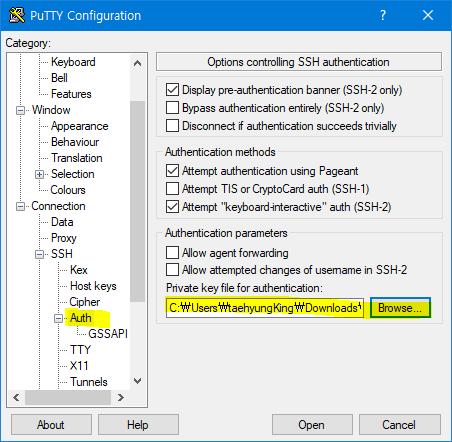 PuTTY Configuration
?
Category:
Keyboard
Bell
Features
Window
Appearance
Behaviour
Translation
Selection
Colours
Connection
Data
Proxy
SSH
Kex
Host keys
Cipher
Auth
GSSAPI
TTY
X11
Tunnels
Options controlling SSH authentication
Display pre-authentication banner (SSH-2 only)
Bypass authentication entirely (SSH-2 only)
Disconnect if authentication succeeds trivially
Authentication methods
Attempt authentication using Pageant
Attempt TIS or CryptoCard auth (SSH-1)
Attempt "keyboard-interactive" auth (SSH-2)
Authentication parameters
Allow agent forwarding
Allow attempted changes of username in SSH-2
Private key file for authentication:
C:₩Users₩taehyungKing₩Downloads₩ Browse...
About Help Open Cancel